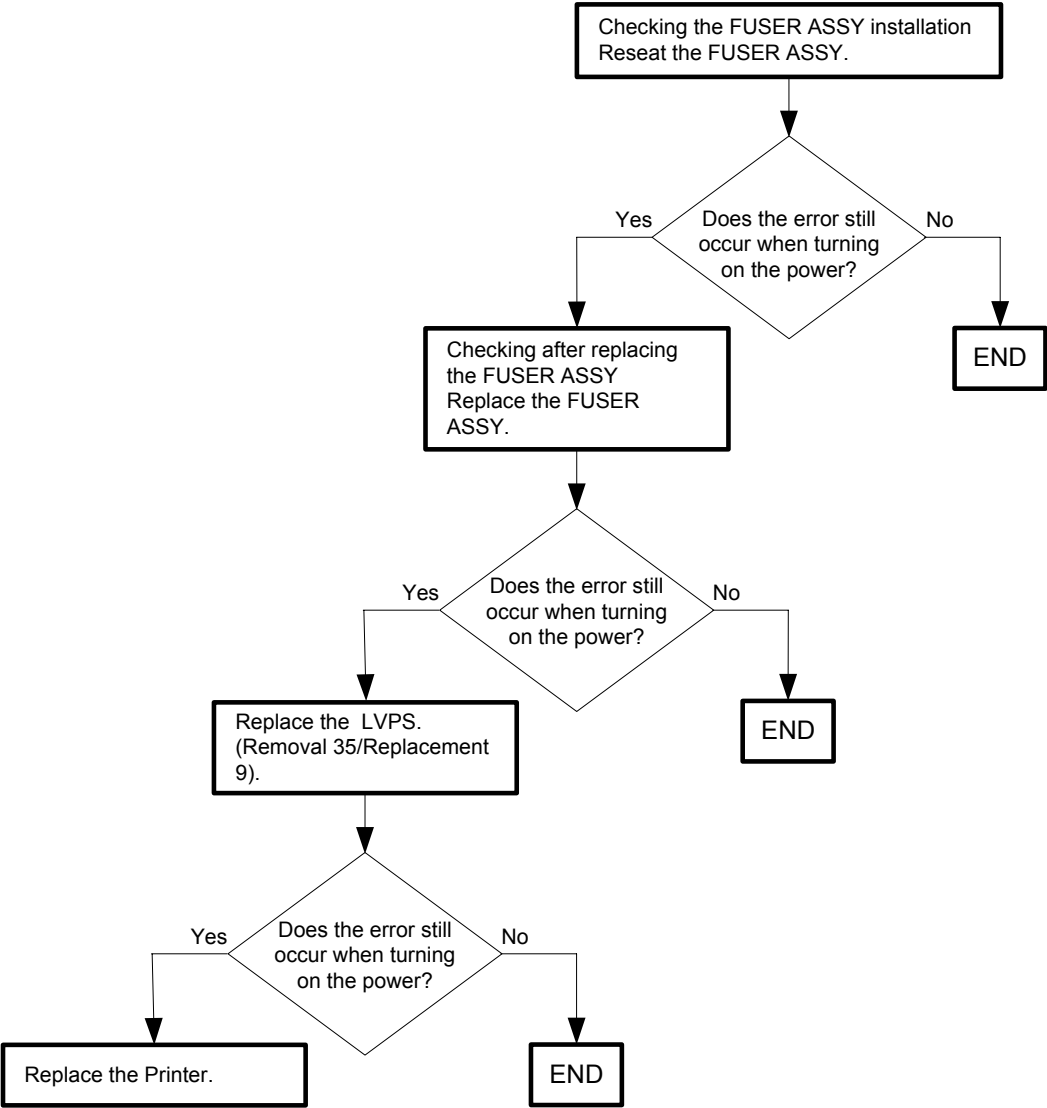 Checking the FUSER ASSY installation
Reseat the FUSER ASSY.
Does the error still
occur when turning
on the power?
Yes
No
END
Checking after replacing
the FUSER ASSY
Replace the FUSER
ASSY.
Does the error still
occur when turning
on the power?
Yes
No
END
Replace the LVPS.
(Removal 35/Replacement
9).
Does the error still
occur when turning
on the power?
Yes
No
Replace the Printer.
END